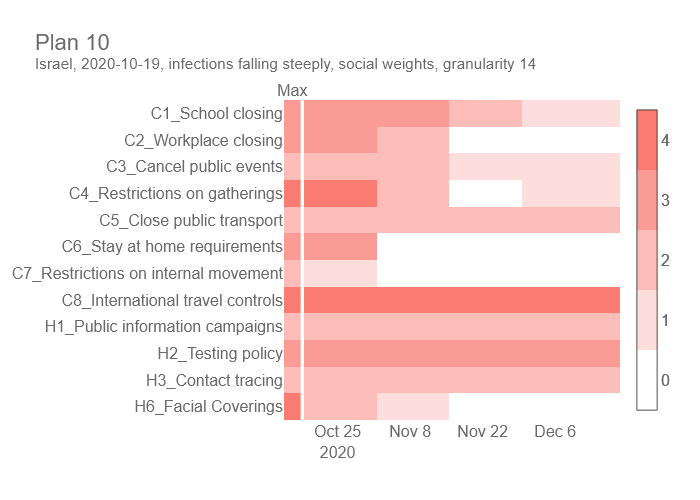 Plan 10
Israel, 2020-10-19, infections falling steeply, social weights, granularity 14
Max
C1_School closing
C2_Workplace closing
C3_Cancel public events
C4_Restrictions on gatherings
C5_Close public transport
C6_Stay at home requirements
C7_Restrictions on internal movement
C8_International travel controls
H1_Public information campaigns
H2_Testing policy
H3_Contact tracing
H6_Facial Coverings
Oct 25 Nov 8 Nov 22 Dec 6
2020
4
3
2
1
0